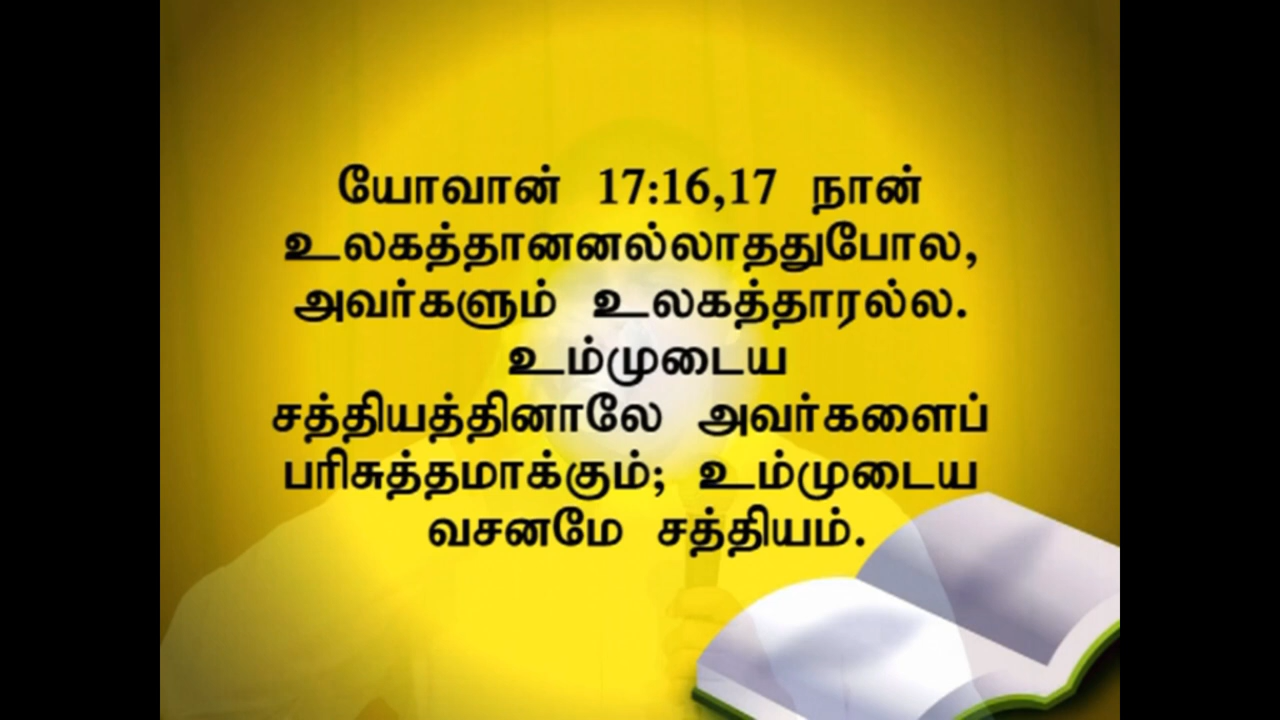 யோவான் 17:16,17 நான்
உலகத்தானனல்லாததுபோல,
அவர்களும் உலகத்தாரல்ல.
உம்முடைய
சத்தியத்தினாலே அவர்களைப்
பரிசுத்தமாக்கும்; உம்முடைய
வசனமே சத்தியம்.